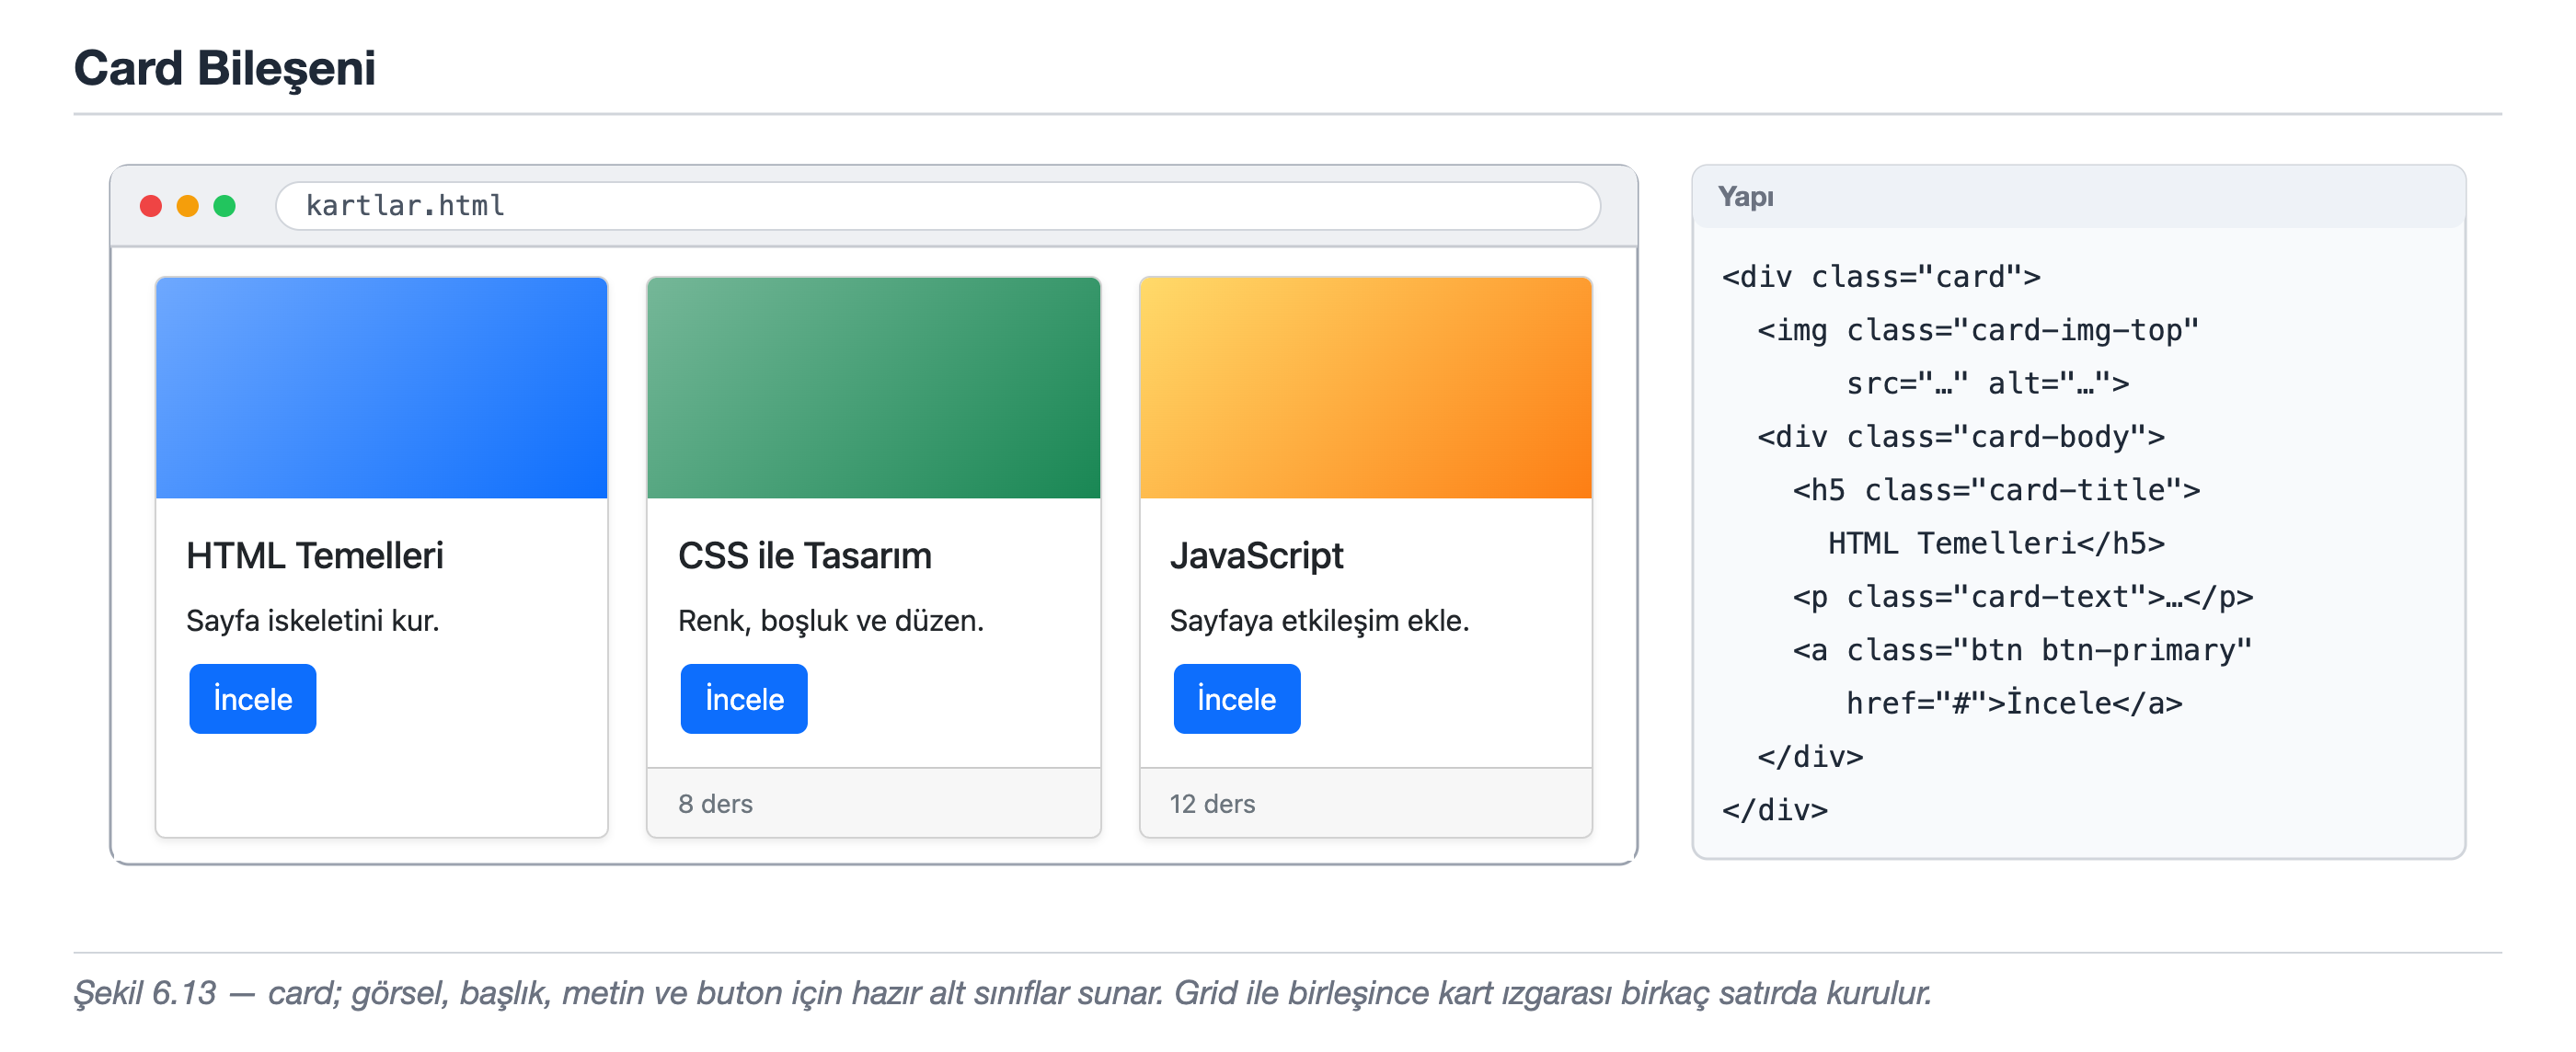 Card Bileşeni
kartlar.html
HTML Temelleri
Sayfa iskeletini kur.
İncele
CSS ile Tasarım
Renk, boşluk ve düzen.
İncele
8 ders
JavaScript
Sayfaya etkileşim ekle.
İncele
12 ders
Yapı
<div class="card">
  <img class="card-img-top"
       src="…" alt="…">
  <div class="card-body">
    <h5 class="card-title">
      HTML Temelleri</h5>
    <p class="card-text">…</p>
    <a class="btn btn-primary"
       href="#">İncele</a>
  </div>
</div>
Şekil 6.13 — card; görsel, başlık, metin ve buton için hazır alt sınıflar sunar. Grid ile birleşince kart ızgarası birkaç satırda kurulur.